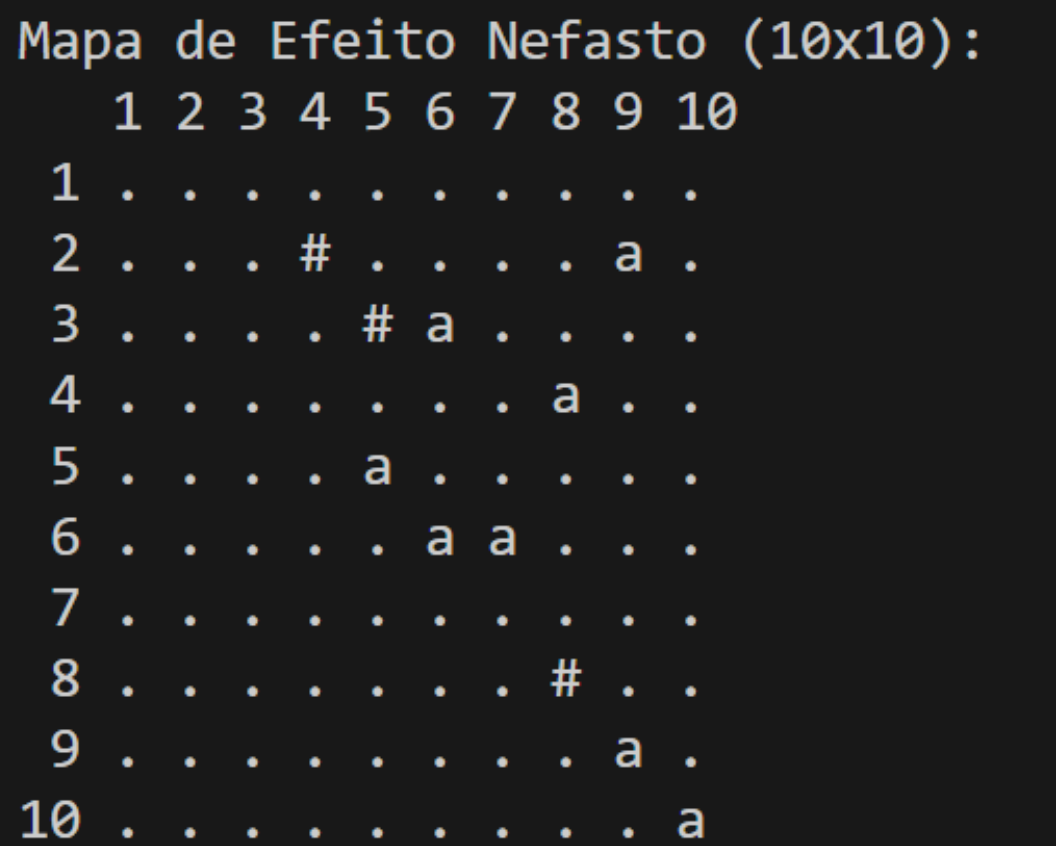 Mapa de Efeito Nefasto (10x10):
   1 2 3 4 5 6 7 8 9 10
 1 . . . . . . . . . .
 2 . . . # . . . . a .
 3 . . . . # a . . . .
 4 . . . . . . . a . .
 5 . . . . a . . . . .
 6 . . . . . a a . . .
 7 . . . . . . . . . .
 8 . . . . . . . # . .
 9 . . . . . . . . a .
10 . . . . . . . . . a